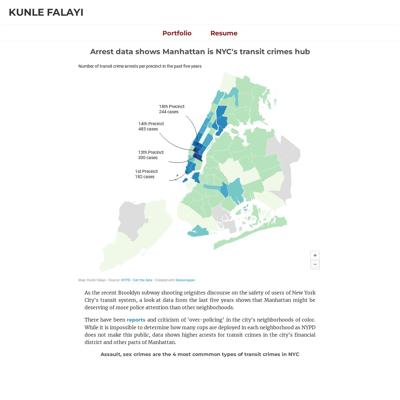 KUNLE FALAYI
Portfolio Resume
Arrest data shows Manhattan is NYC's transit crimes hub
Number of transit crime arrests per precinct in the past five years
18th Precinct
244 cases
14th Precinct
483 cases
13th Precinct
300 cases
1st Precinct
182 cases
+
−
Map: Kunle Falayi · Source: NYPD · Get the data · Created with Datawrapper
As the recent Brooklyn subway shooting reignites discourse on the safety of users of New York
City's transit system, a look at data from the last five years shows that Manhattan might be
deserving of more police attention than other neighborhoods.
There have been reports and criticism of 'over-policing' in the city's neighborhoods of color.
While it is impossible to determine how many cops are deployed in each neighborhood as NYPD
does not make this public, data shows higher arrests for transit crimes in the city's financial
district and other parts of Manhattan.
Assault, sex crimes are the 4 most commmon types of transit crimes in NYC